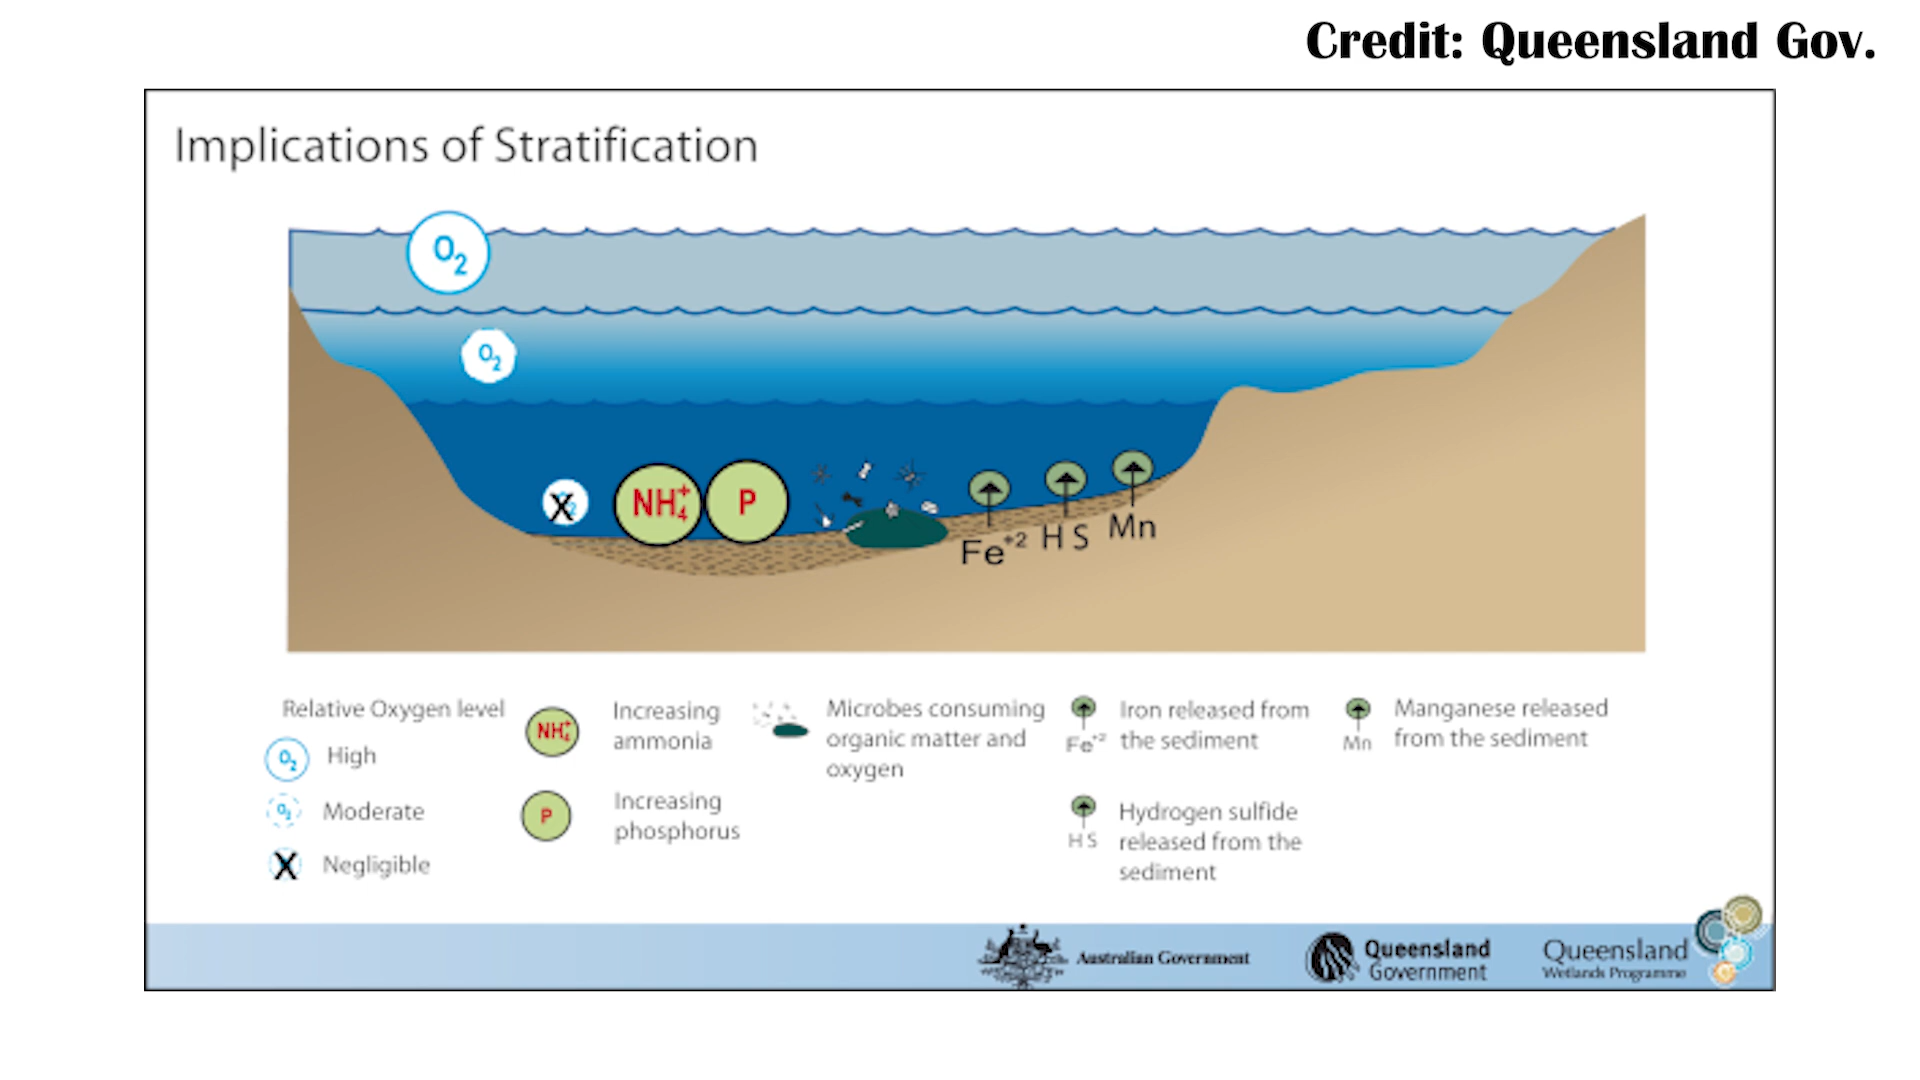 Credit: Queensland Gov.
Implications of Stratification
O2
O2
X
NH4+
P
Fe+2
H S
Mn
Relative Oxygen level
O2 High
O2 Moderate
X Negligible
NH4+ Increasing
ammonia
P Increasing
phosphorus
Microbes consuming
organic matter and
oxygen
Fe+2 Iron released from
the sediment
H S Hydrogen sulfide
released from the
sediment
Mn Manganese released
from the sediment
Australian Government
Queensland
Government
Queensland
Wetlands Programme